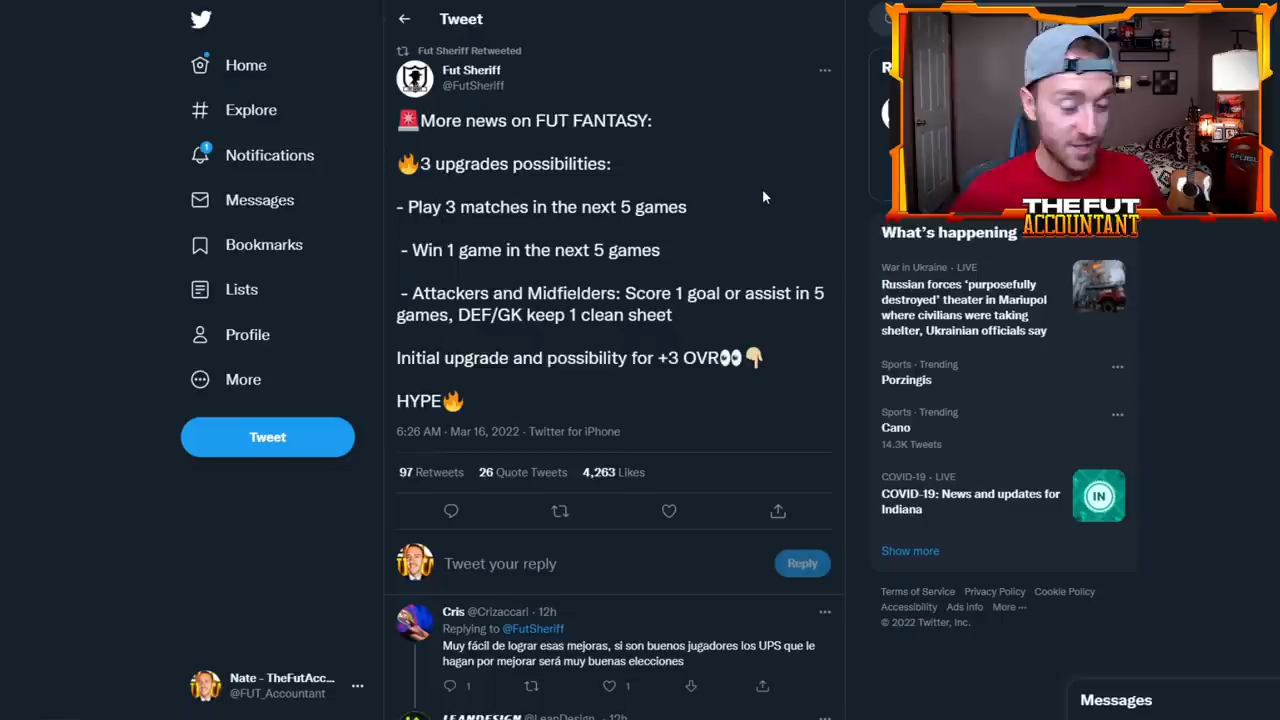 Tweet
Home
Explore
1
Notifications
Messages
Bookmarks
Lists
Profile
More
Tweet
Nate - TheFutAcc...
@FUT_Accountant
Fut Sheriff Retweeted
Fut Sheriff
@FutSheriff
🚨More news on FUT FANTASY:
🔥3 upgrades possibilities:
- Play 3 matches in the next 5 games
- Win 1 game in the next 5 games
- Attackers and Midfielders: Score 1 goal or assist in 5
games, DEF/GK keep 1 clean sheet
Initial upgrade and possibility for +3 OVR👀👇🏼
HYPE🔥
6:26 AM · Mar 16, 2022 · Twitter for iPhone
97 Retweets 26 Quote Tweets 4,263 Likes
Tweet your reply
Reply
Cris @Crizaccari · 12h
Replying to @FutSheriff
Muy fácil de lograr esas mejoras, si son buenos jugadores los UPS que le
hagan por mejorar será muy buenas elecciones
1 1
LEANDESIGN @LeanDesign · 12h
THE FUT
ACCOUNTANT
What's happening
War in Ukraine · LIVE
Russian forces 'purposefully
destroyed' theater in Mariupol
where civilians were taking
shelter, Ukrainian officials say
Sports · Trending
Porzingis
Sports · Trending
Cano
14.3K Tweets
COVID-19 · LIVE
COVID-19: News and updates for
Indiana
IN
Show more
Terms of Service Privacy Policy Cookie Policy
Accessibility Ads info More ···
© 2022 Twitter, Inc.
Messages